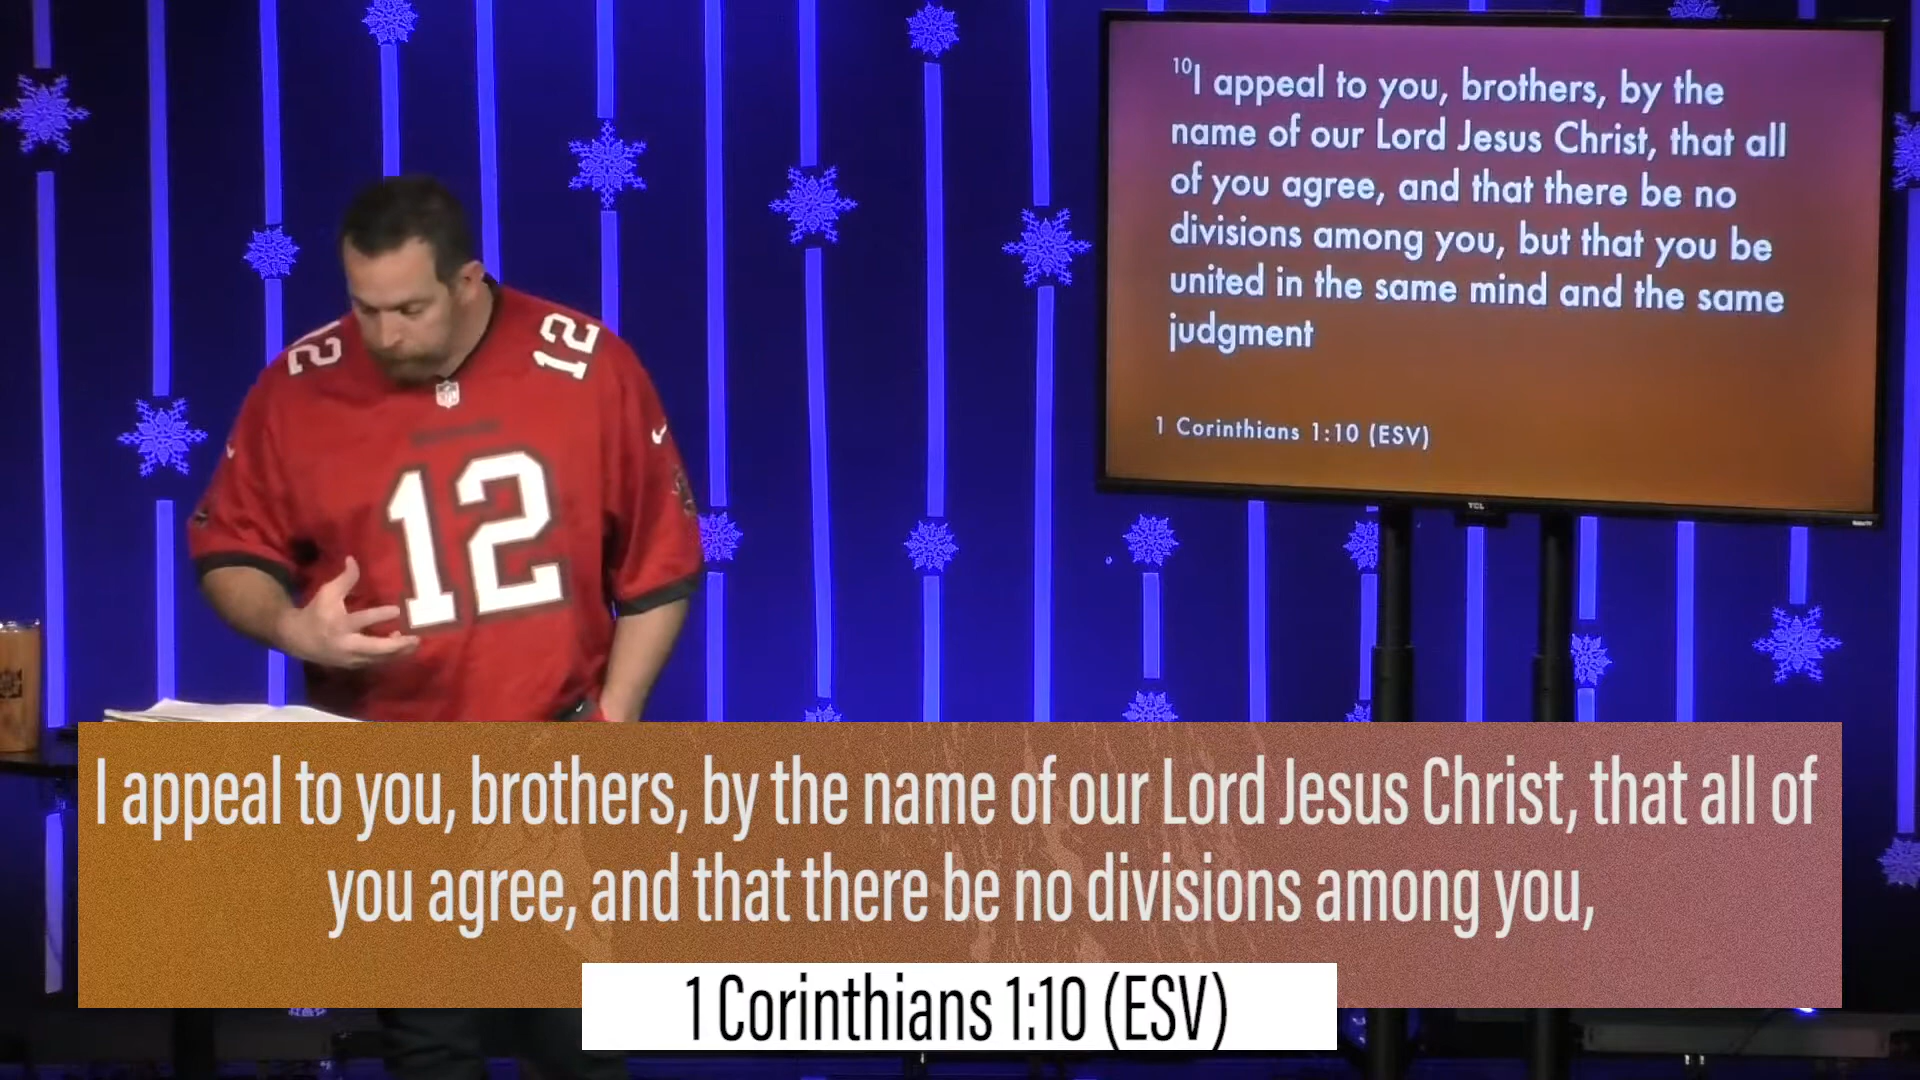 10I appeal to you, brothers, by the
name of our Lord Jesus Christ, that all
of you agree, and that there be no
divisions among you, but that you be
united in the same mind and the same
judgment
1 Corinthians 1:10 (ESV)
TCL
12
12
NFL
12
I appeal to you, brothers, by the name of our Lord Jesus Christ, that all of
you agree, and that there be no divisions among you,
1 Corinthians 1:10 (ESV)